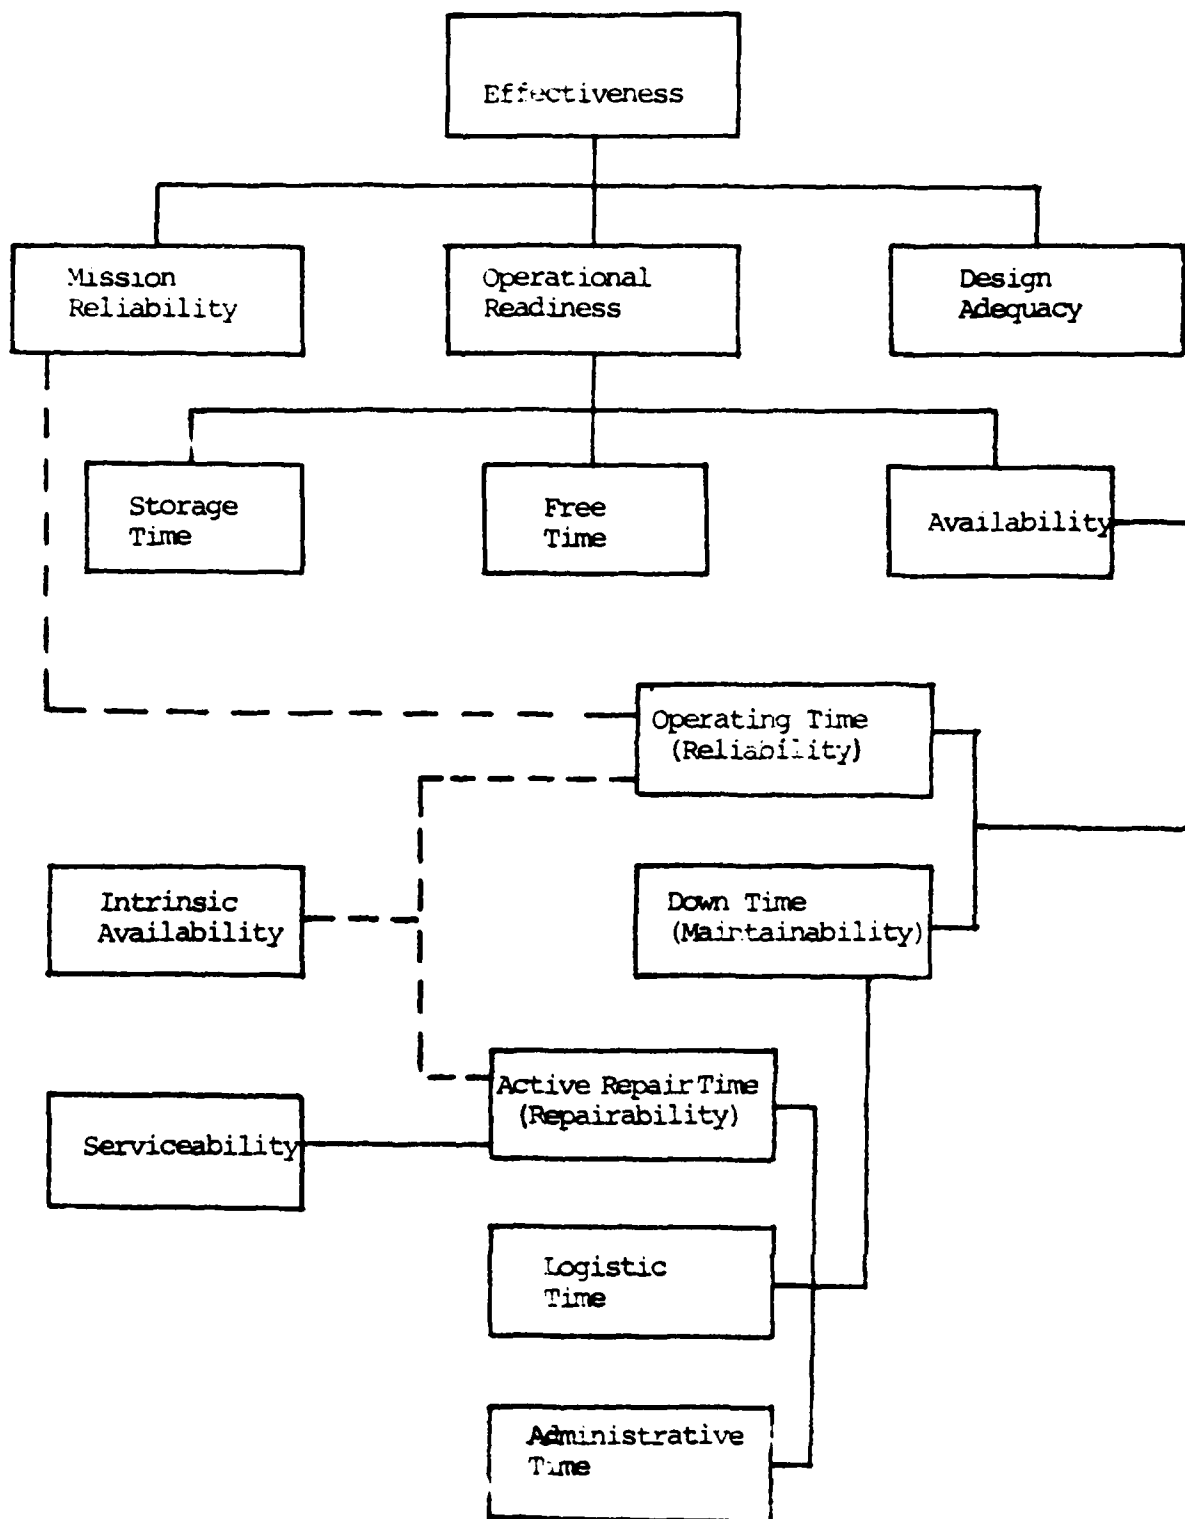 Effectiveness
Mission
Reliability
Operational
Readiness
Design
Adequacy
Storage
Time
Free
Time
Availability
Operating Time
(Reliability)
Intrinsic
Availability
Down Time
(Maintainability)
Active Repair Time
(Repairability)
Serviceability
Logistic
Time
Administrative
Time